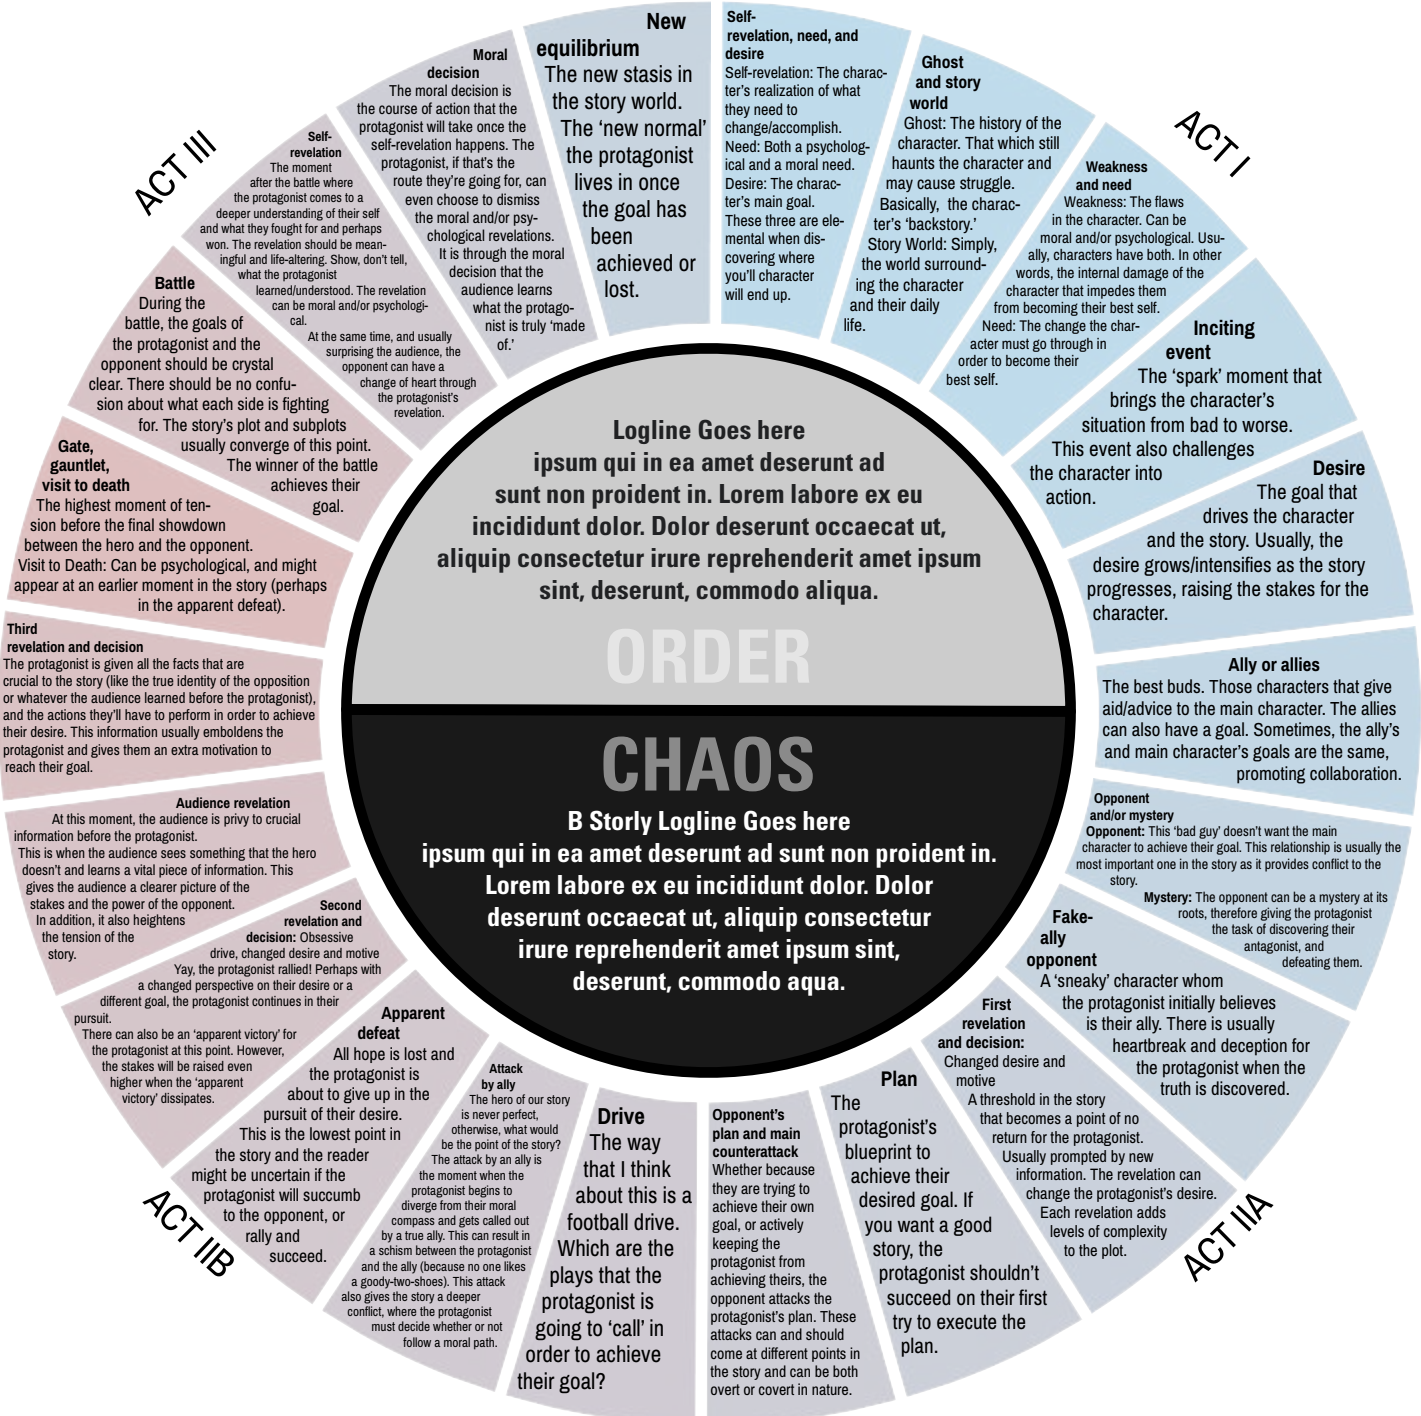 Self-
revelation, need, and
desire
Self-revelation: The charac-
ter's realization of what
they need to
change/accomplish.
Need: Both a psycholog-
ical and a moral need.
Desire: The charac-
ter's main goal.
These three are ele-
mental when dis-
covering where
you'll character
will end up.
Ghost
and story
world
Ghost: The history of the
character. That which still
haunts the character and
may cause struggle.
Basically, the charac-
ter's 'backstory.'
Story World: Simply,
the world surround-
ing the character
and their daily
life.
ACT I
Weakness
and need
Weakness: The flaws
in the character. Can be
moral and/or psychological. Usu-
ally, characters have both. In other
words, the internal damage of the
character that impedes them
from becoming their best self.
Need: The change the char-
acter must go through in
order to become their
best self.
Inciting
event
The 'spark' moment that
brings the character's
situation from bad to worse.
This event also challenges
the character into
action.
Desire
The goal that
drives the character
and the story. Usually, the
desire grows/intensifies as the story
progresses, raising the stakes for the
character.
Ally or allies
The best buds. Those characters that give
aid/advice to the main character. The allies
can also have a goal. Sometimes, the ally's
and main character's goals are the same,
promoting collaboration.
Opponent
and/or mystery
Opponent: This 'bad guy' doesn't want the main
character to achieve their goal. This relationship is usually the
most important one in the story as it provides conflict to the
story.
Mystery: The opponent can be a mystery at its
roots, therefore giving the protagonist
the task of discovering their
antagonist, and
defeating them.
Fake-
ally
opponent
A 'sneaky' character whom
the protagonist initially believes
is their ally. There is usually
heartbreak and deception for
the protagonist when the
truth is discovered.
ACT IIA
First
revelation
and decision:
Changed desire and
motive
A threshold in the story
that becomes a point of no
return for the protagonist.
Usually prompted by new
information. The revelation can
change the protagonist's desire.
Each revelation adds
levels of complexity
to the plot.
Plan
The
protagonist's
blueprint to
achieve their
desired goal. If
you want a good
story, the
protagonist shouldn't
succeed on their first
try to execute the
plan.
Opponent's
plan and main
counterattack
Whether because
they are trying to
achieve their own
goal, or actively
keeping the
protagonist from
achieving theirs, the
opponent attacks the
protagonist's plan. These
attacks can and should
come at different points in
the story and can be both
overt or covert in nature.
Drive
The way
that I think
about this is a
football drive.
Which are the
plays that the
protagonist is
going to 'call' in
order to achieve
their goal?
Attack
by ally
The hero of our story
is never perfect,
otherwise, what would
be the point of the story?
The attack by an ally is
the moment when the
protagonist begins to
diverge from their moral
compass and gets called out
by a true ally. This can result in
a schism between the protagonist
and the ally (because no one likes
a goody-two-shoes). This attack
also gives the story a deeper
conflict, where the protagonist
must decide whether or not
follow a moral path.
ACT IIB
Apparent
defeat
All hope is lost and
the protagonist is
about to give up in the
pursuit of their desire.
This is the lowest point in
the story and the reader
might be uncertain if the
protagonist will succumb
to the opponent, or
rally and
succeed.
Second
revelation and
decision: Obsessive
drive, changed desire and motive
Yay, the protagonist rallied! Perhaps with
a changed perspective on their desire or a
different goal, the protagonist continues in their
pursuit.
There can also be an 'apparent victory' for
the protagonist at this point. However,
the stakes will be raised even
higher when the 'apparent
victory' dissipates.
Audience revelation
At this moment, the audience is privy to crucial
information before the protagonist.
This is when the audience sees something that the hero
doesn't and learns a vital piece of information. This
gives the audience a clearer picture of the
stakes and the power of the opponent.
In addition, it also heightens
the tension of the
story.
Third
revelation and decision
The protagonist is given all the facts that are
crucial to the story (like the true identity of the opposition
or whatever the audience learned before the protagonist),
and the actions they'll have to perform in order to achieve
their desire. This information usually emboldens the
protagonist and gives them an extra motivation to
reach their goal.
Gate,
gauntlet,
visit to death
The highest moment of ten-
sion before the final showdown
between the hero and the opponent.
Visit to Death: Can be psychological, and might
appear at an earlier moment in the story (perhaps
in the apparent defeat).
Battle
During the
battle, the goals of
the protagonist and the
opponent should be crystal
clear. There should be no confu-
sion about what each side is fighting
for. The story's plot and subplots
usually converge of this point.
The winner of the battle
achieves their
goal.
ACT III
Self-
revelation
The moment
after the battle where
the protagonist comes to a
deeper understanding of their self
and what they fought for and perhaps
won. The revelation should be mean-
ingful and life-altering. Show, don't tell,
what the protagonist
learned/understood. The revelation
can be moral and/or psychologi-
cal.
At the same time, and usually
surprising the audience, the
opponent can have a
change of heart through
the protagonist's
revelation.
Moral
decision
The moral decision is
the course of action that the
protagonist will take once the
self-revelation happens. The
protagonist, if that's the
route they're going for, can
even choose to dismiss
the moral and/or psy-
chological revelations.
It is through the moral
decision that the
audience learns
what the protago-
nist is truly 'made
of.'
New
equilibrium
The new stasis in
the story world.
The 'new normal'
the protagonist
lives in once
the goal has
been
achieved or
lost.
Logline Goes here
ipsum qui in ea amet deserunt ad
sunt non proident in. Lorem labore ex eu
incididunt dolor. Dolor deserunt occaecat ut,
aliquip consectetur irure reprehenderit amet ipsum
sint, deserunt, commodo aliqua.
ORDER
CHAOS
B Storly Logline Goes here
ipsum qui in ea amet deserunt ad sunt non proident in.
Lorem labore ex eu incididunt dolor. Dolor
deserunt occaecat ut, aliquip consectetur
irure reprehenderit amet ipsum sint,
deserunt, commodo aqua.